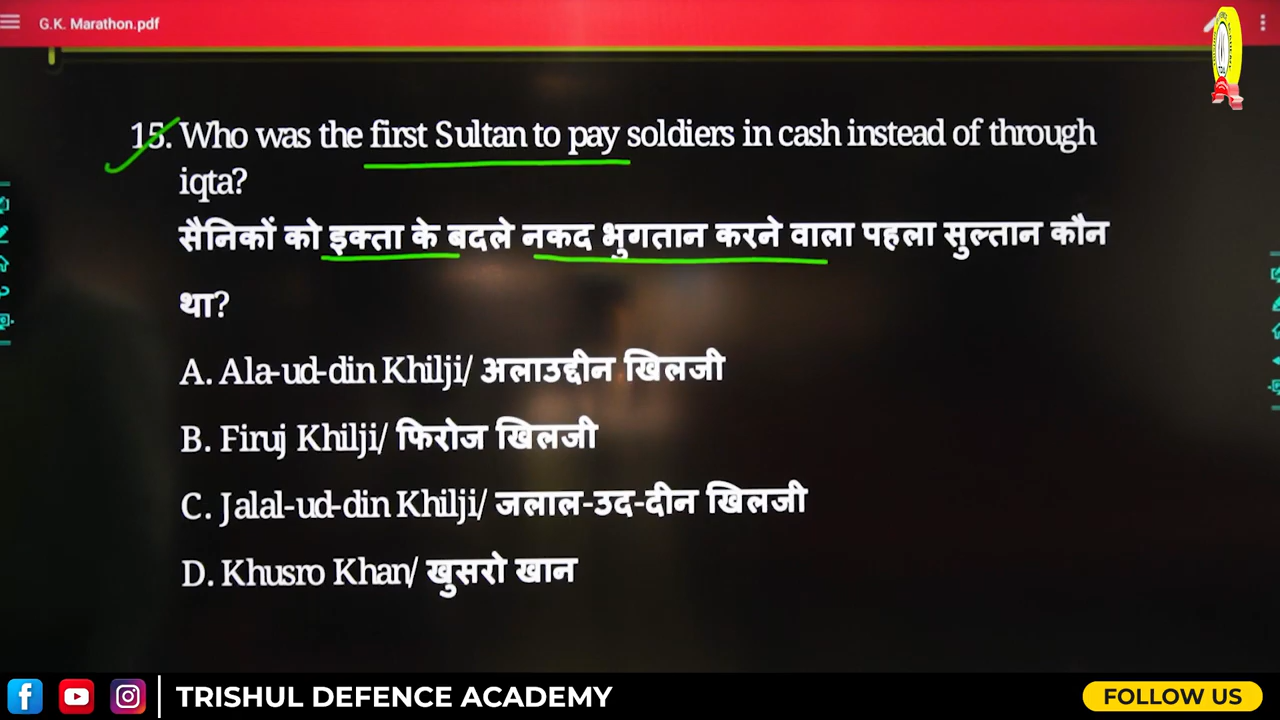 G.K. Marathon.pdf
15. Who was the first Sultan to pay soldiers in cash instead of through
iqta?
सैनिकों को इक्ता के बदले नकद भुगतान करने वाला पहला सुल्तान कौन
था?
A. Ala-ud-din Khilji/ अलाउद्दीन खिलजी
B. Firuj Khilji/ फिरोज खिलजी
C. Jalal-ud-din Khilji/ जलाल-उद-दीन खिलजी
D. Khusro Khan/ खुसरो खान
TRISHUL DEFENCE ACADEMY
FOLLOW US